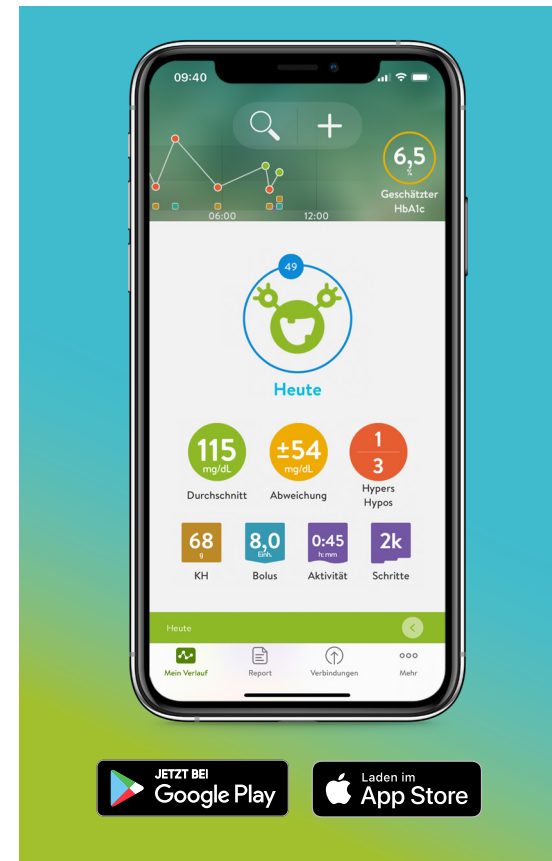 09:40
6,5
%
Geschätzter
HbA1c
06:00
12:00
49
Heute
115
mg/dL
Durchschnitt
±54
mg/dL
Abweichung
1
3
Hypers
Hypos
68
g
KH
8,0
Einh.
Bolus
0:45
h: mm
Aktivität
2k
Schritte
Heute
Mein Verlauf
Report
Verbindungen
Mehr
JETZT BEI
Google Play
Laden im
App Store